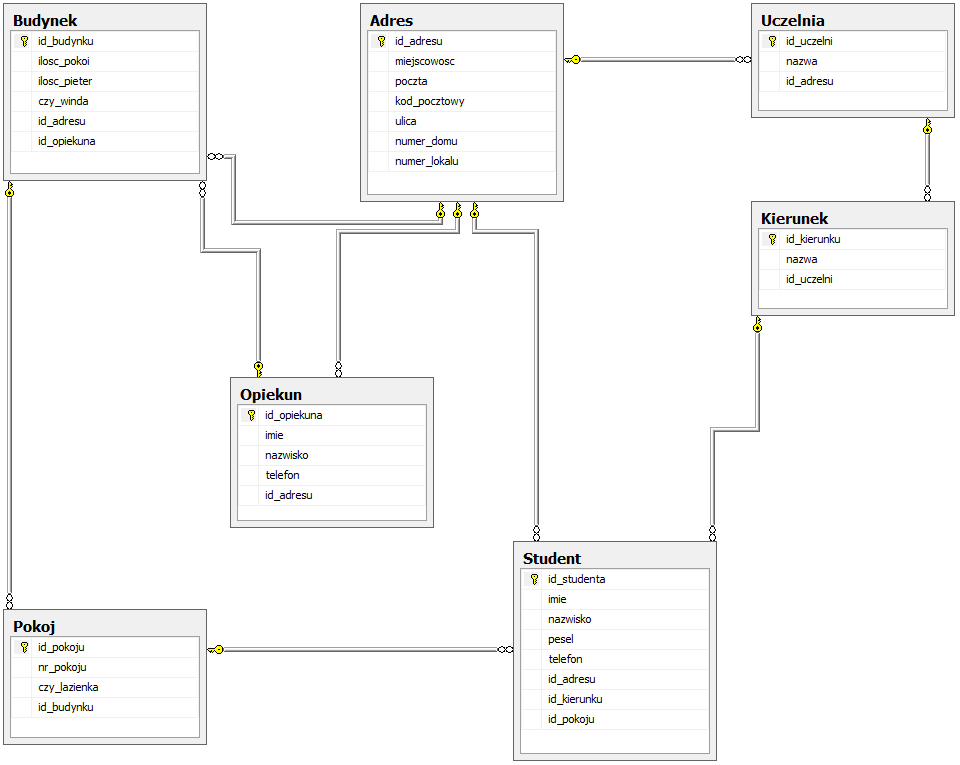 Budynek
id_budynku
ilosc_pokoi
ilosc_pieter
czy_winda
id_adresu
id_opiekuna
Adres
id_adresu
miejscowosc
poczta
kod_pocztowy
ulica
numer_domu
numer_lokalu
Uczelnia
id_uczelni
nazwa
id_adresu
Kierunek
id_kierunku
nazwa
id_uczelni
Opiekun
id_opiekuna
imie
nazwisko
telefon
id_adresu
Student
id_studenta
imie
nazwisko
pesel
telefon
id_adresu
id_kierunku
id_pokoju
Pokoj
id_pokoju
nr_pokoju
czy_lazienka
id_budynku